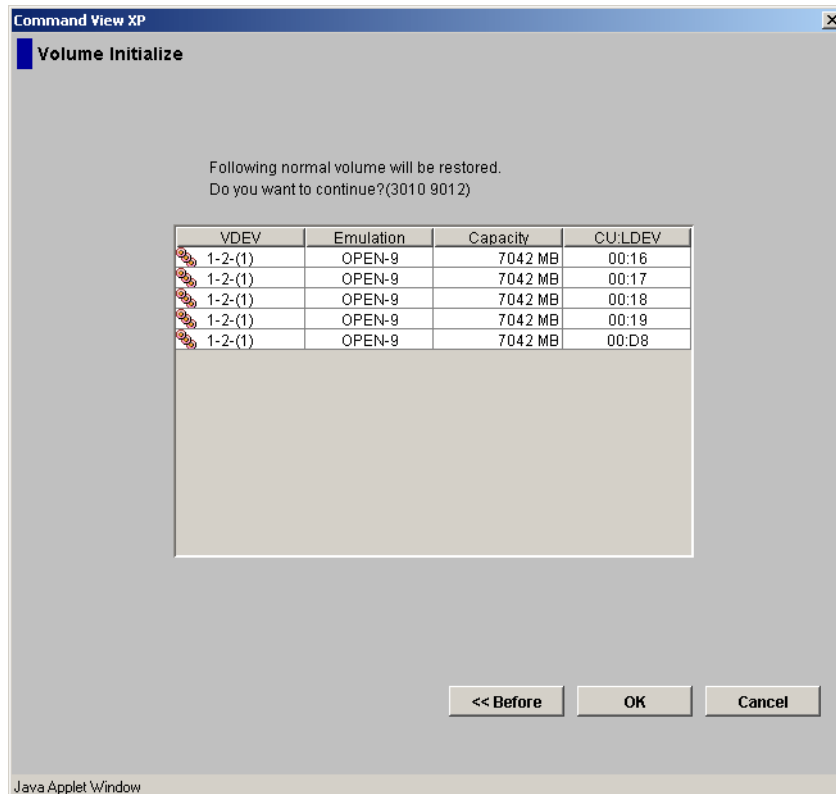 Command View XP
Volume Initialize
Following normal volume will be restored.
Do you want to continue?(3010 9012)
VDEV Emulation Capacity CU:LDEV
1-2-(1) OPEN-9 7042 MB 00:16
1-2-(1) OPEN-9 7042 MB 00:17
1-2-(1) OPEN-9 7042 MB 00:18
1-2-(1) OPEN-9 7042 MB 00:19
1-2-(1) OPEN-9 7042 MB 00:D8
<< Before OK Cancel
Java Applet Window